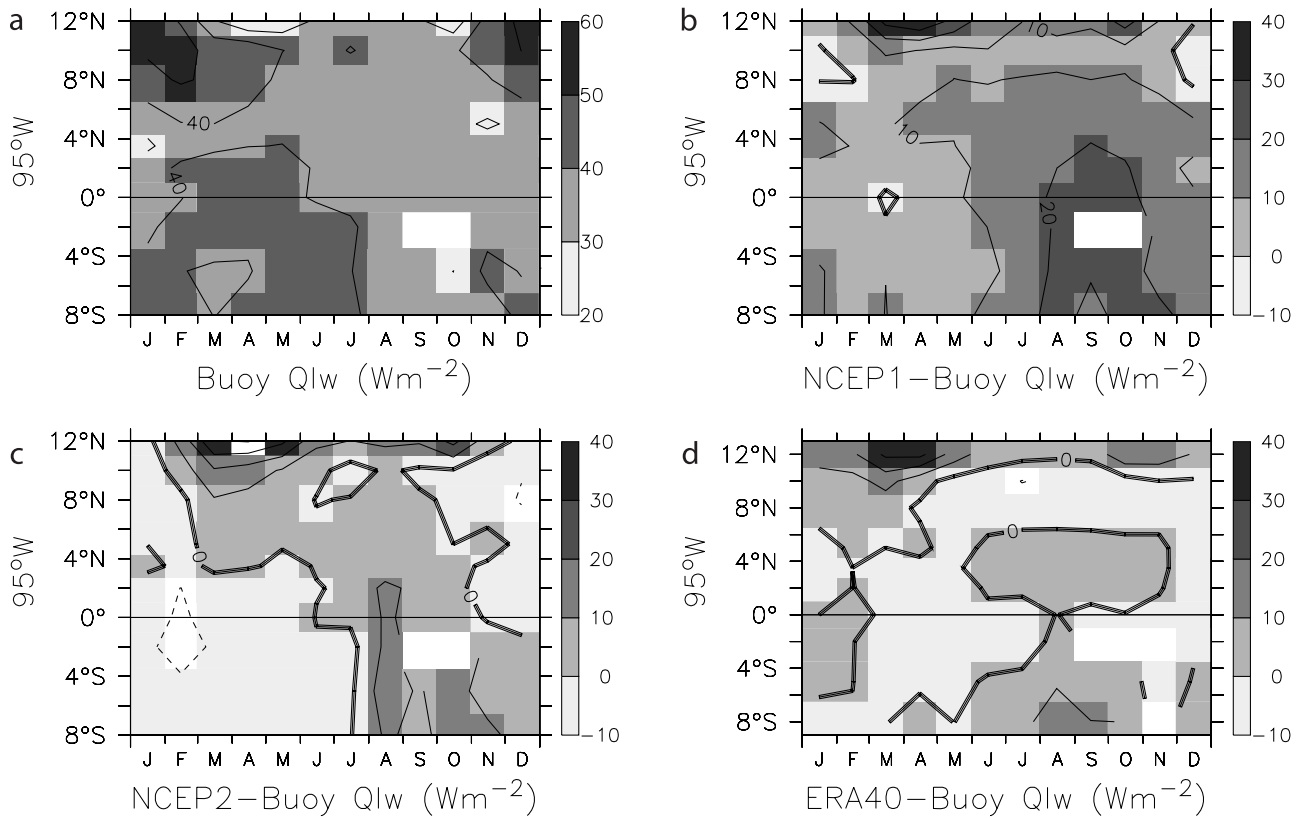 a
12°N
8°N
4°N
0°
4°S
8°S
95°W
40
40
60
50
40
30
20
J F M A M J J A S O N D
Buoy Qlw (Wm−2)
b
12°N
8°N
4°N
0°
4°S
8°S
95°W
10
10
20
40
30
20
10
0
−10
J F M A M J J A S O N D
NCEP1−Buoy Qlw (Wm−2)
c
12°N
8°N
4°N
0°
4°S
8°S
95°W
0
0
40
30
20
10
0
−10
J F M A M J J A S O N D
NCEP2−Buoy Qlw (Wm−2)
d
12°N
8°N
4°N
0°
4°S
8°S
95°W
0
0
40
30
20
10
0
−10
J F M A M J J A S O N D
ERA40−Buoy Qlw (Wm−2)